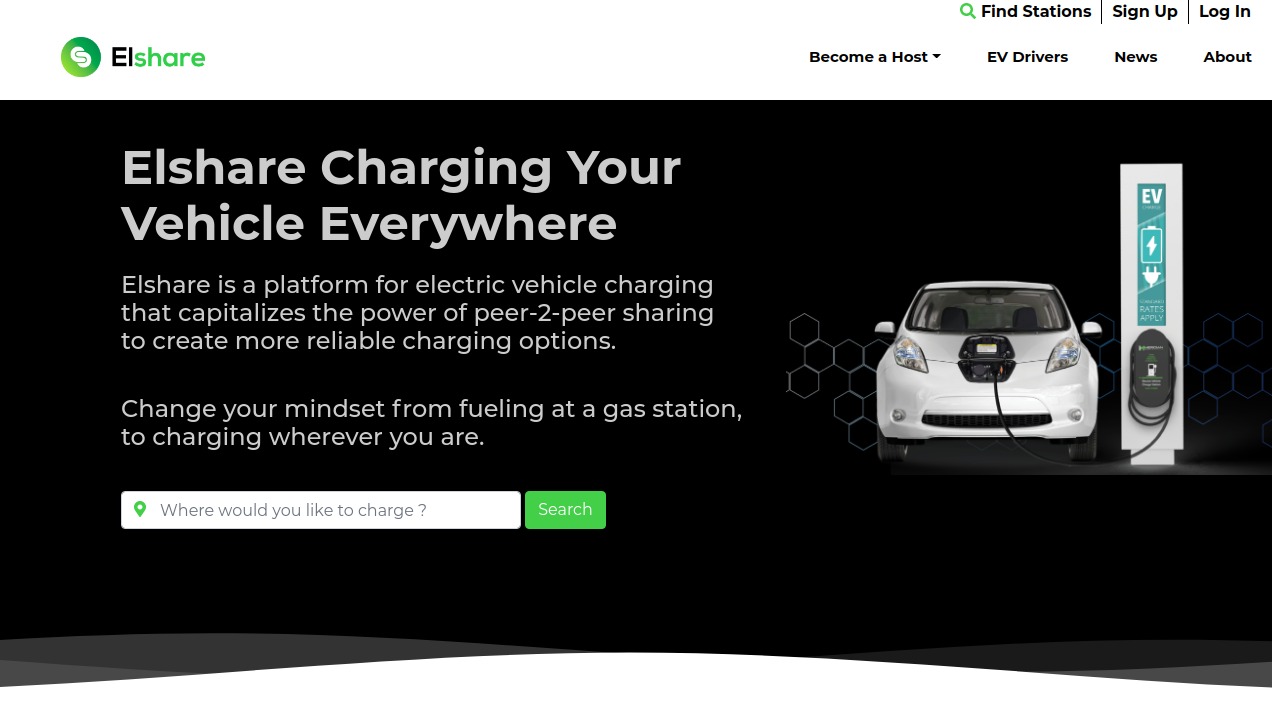 Find Stations
Sign Up
Log In
Elshare
Become a Host
EV Drivers
News
About
Elshare Charging Your
Vehicle Everywhere
Elshare is a platform for electric vehicle charging
that capitalizes the power of peer-2-peer sharing
to create more reliable charging options.
Change your mindset from fueling at a gas station,
to charging wherever you are.
Where would you like to charge ?
Search
EV
RATES
APPLY